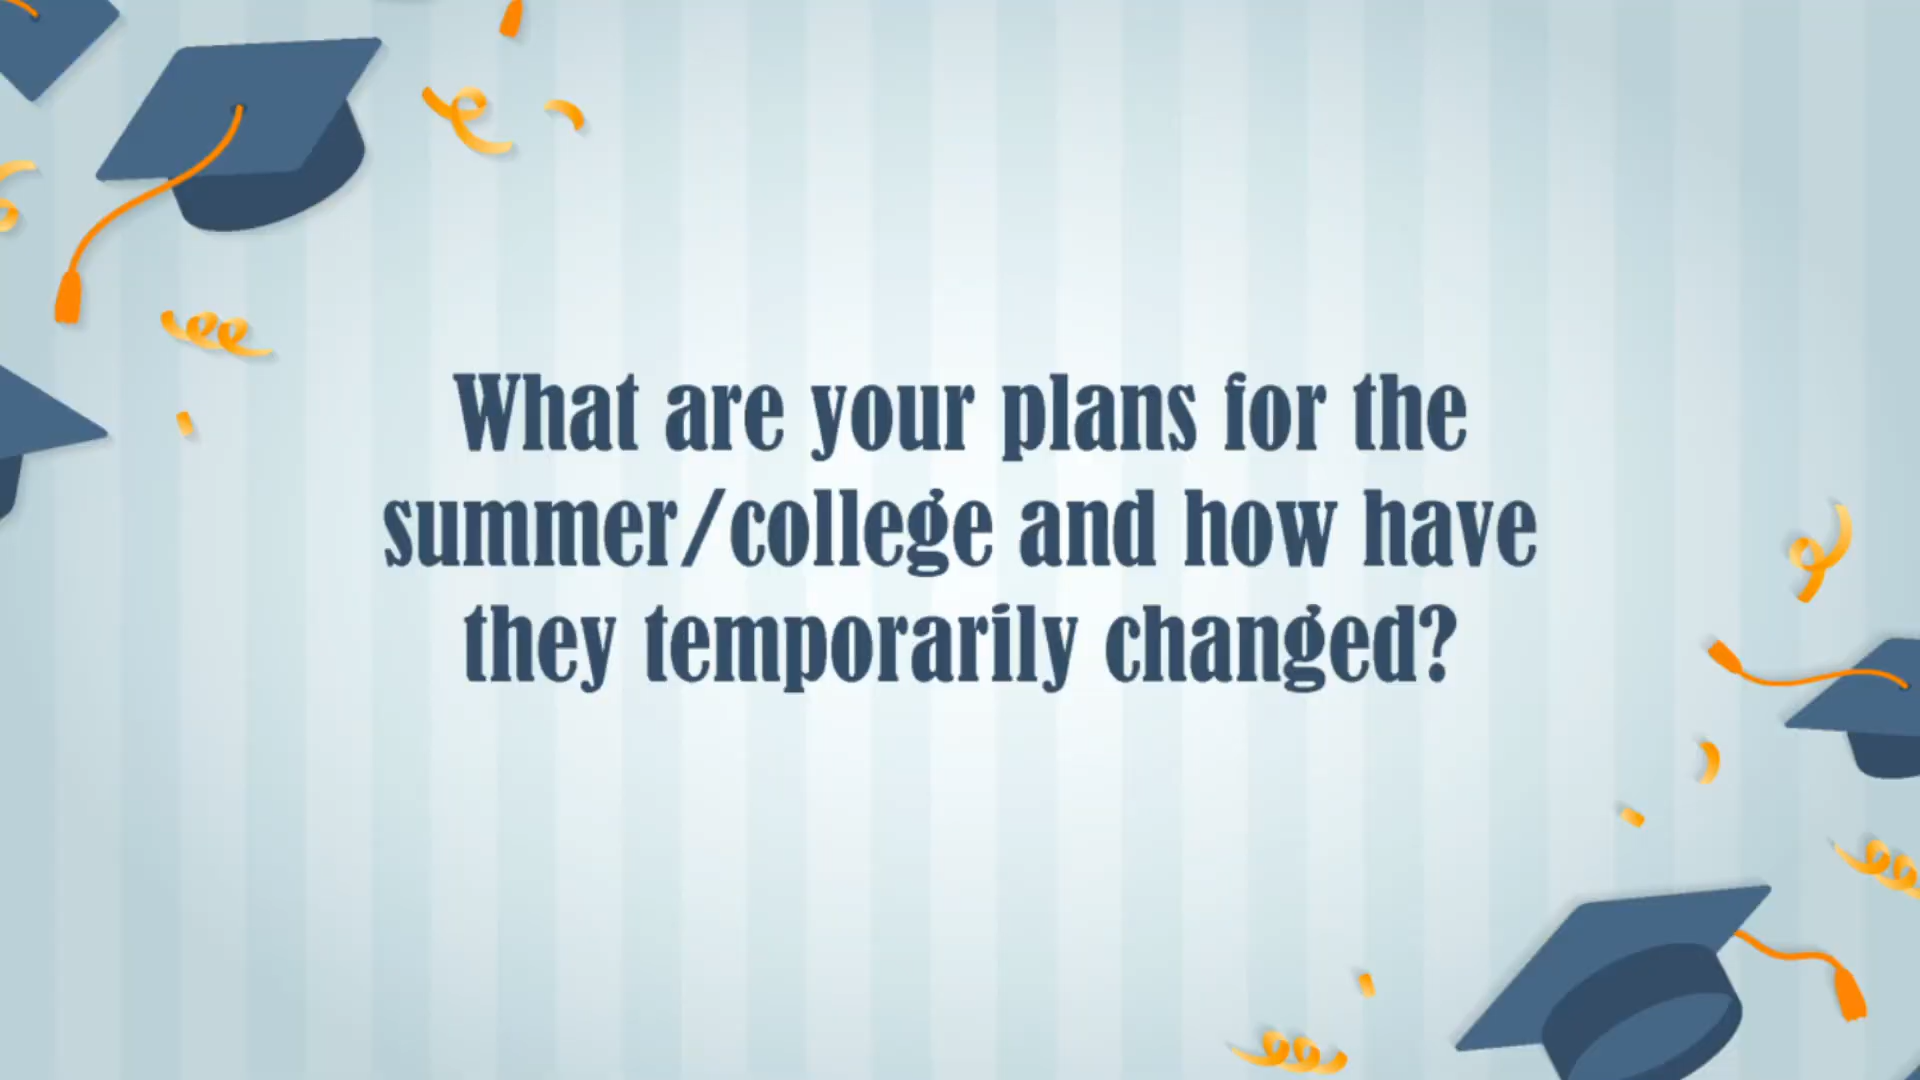 What are your plans for the
summer/college and how have
they temporarily changed?